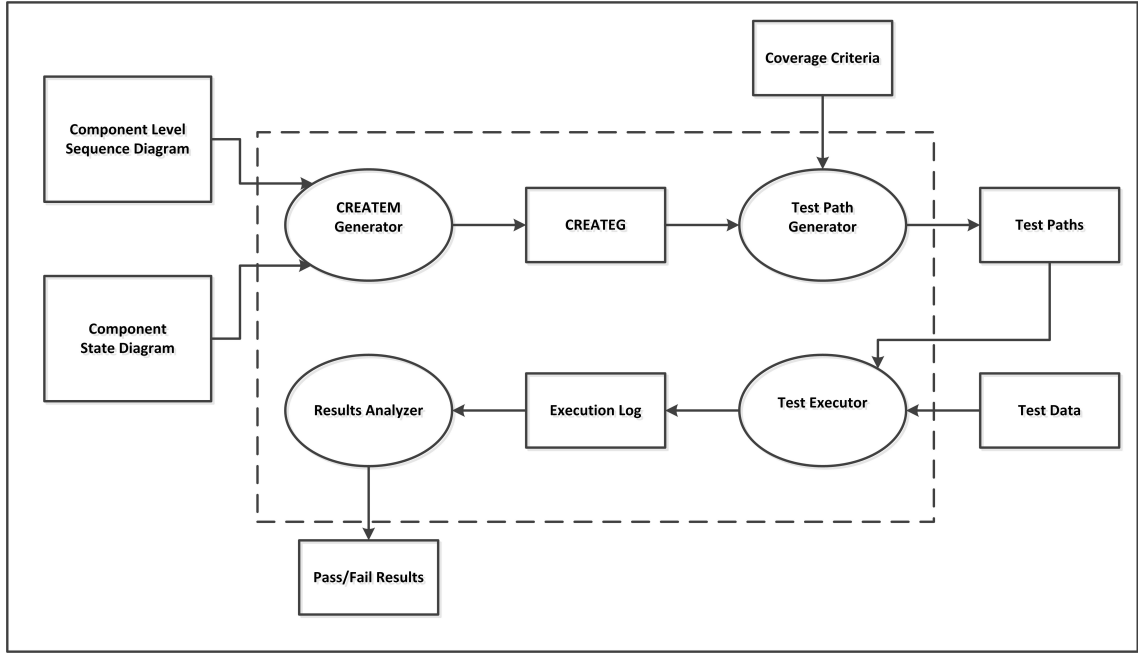 Coverage Criteria
Component Level
Sequence Diagram
CREATEM
Generator
CREATEG
Test Path
Generator
Test Paths
Component
State Diagram
Results Analyzer
Execution Log
Test Executor
Test Data
Pass/Fail Results